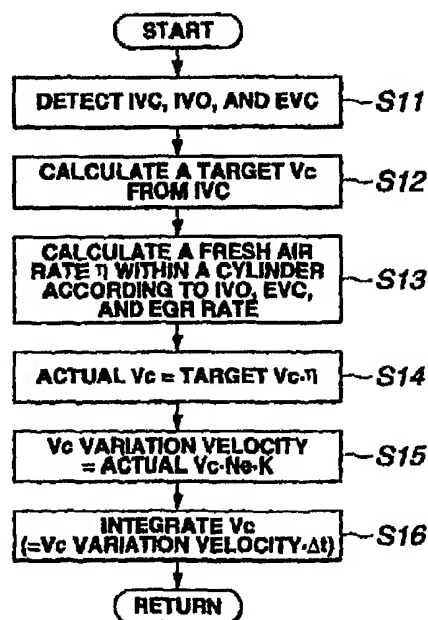 START
DETECT IVC, IVO, AND EVC
S11
CALCULATE A TARGET Vc
FROM IVC
S12
CALCULATE A FRESH AIR
RATE η WITHIN A CYLINDER
ACCORDING TO IVO, EVC,
AND EGR RATE
S13
ACTUAL Vc = TARGET Vc·η
S14
Vc VARIATION VELOCITY
= ACTUAL Vc·Ne·K
S15
INTEGRATE Vc
(=Vc VARIATION VELOCITY·Δt)
S16
RETURN